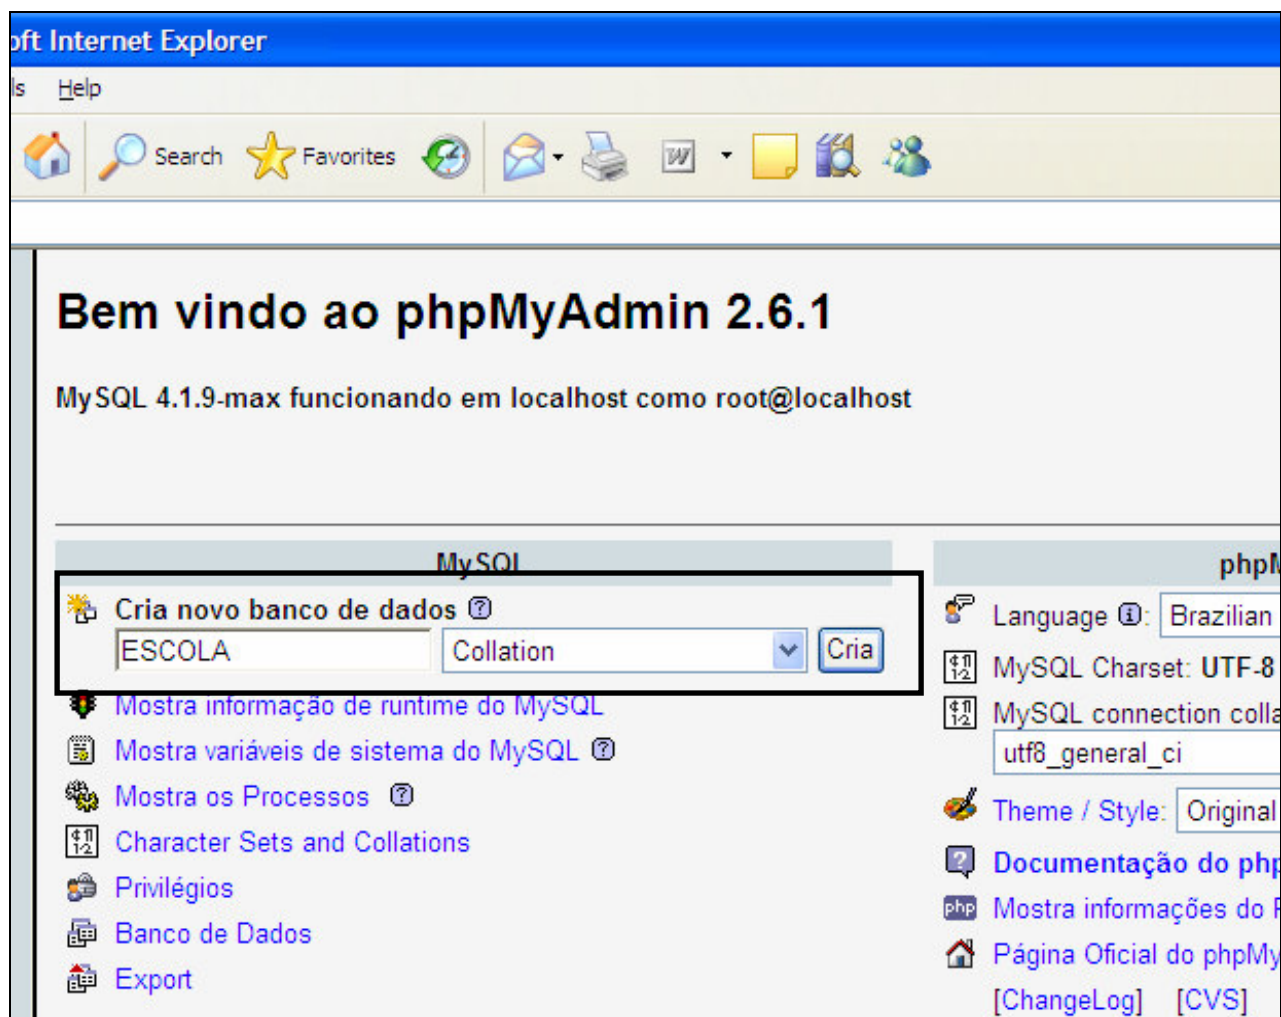 oft Internet Explorer
ls Help
Search Favorites
Bem vindo ao phpMyAdmin 2.6.1
MySQL 4.1.9-max funcionando em localhost como root@localhost
MySQL
Cria novo banco de dados
ESCOLA Collation Cria
Mostra informação de runtime do MySQL
Mostra variáveis de sistema do MySQL
Mostra os Processos
Character Sets and Collations
Privilégios
Banco de Dados
Export
phpM
Language : Brazilian
MySQL Charset: UTF-8
MySQL connection colla
utf8_general_ci
Theme / Style: Original
Documentação do php
php Mostra informações do P
Página Oficial do phpMy
[ChangeLog] [CVS]